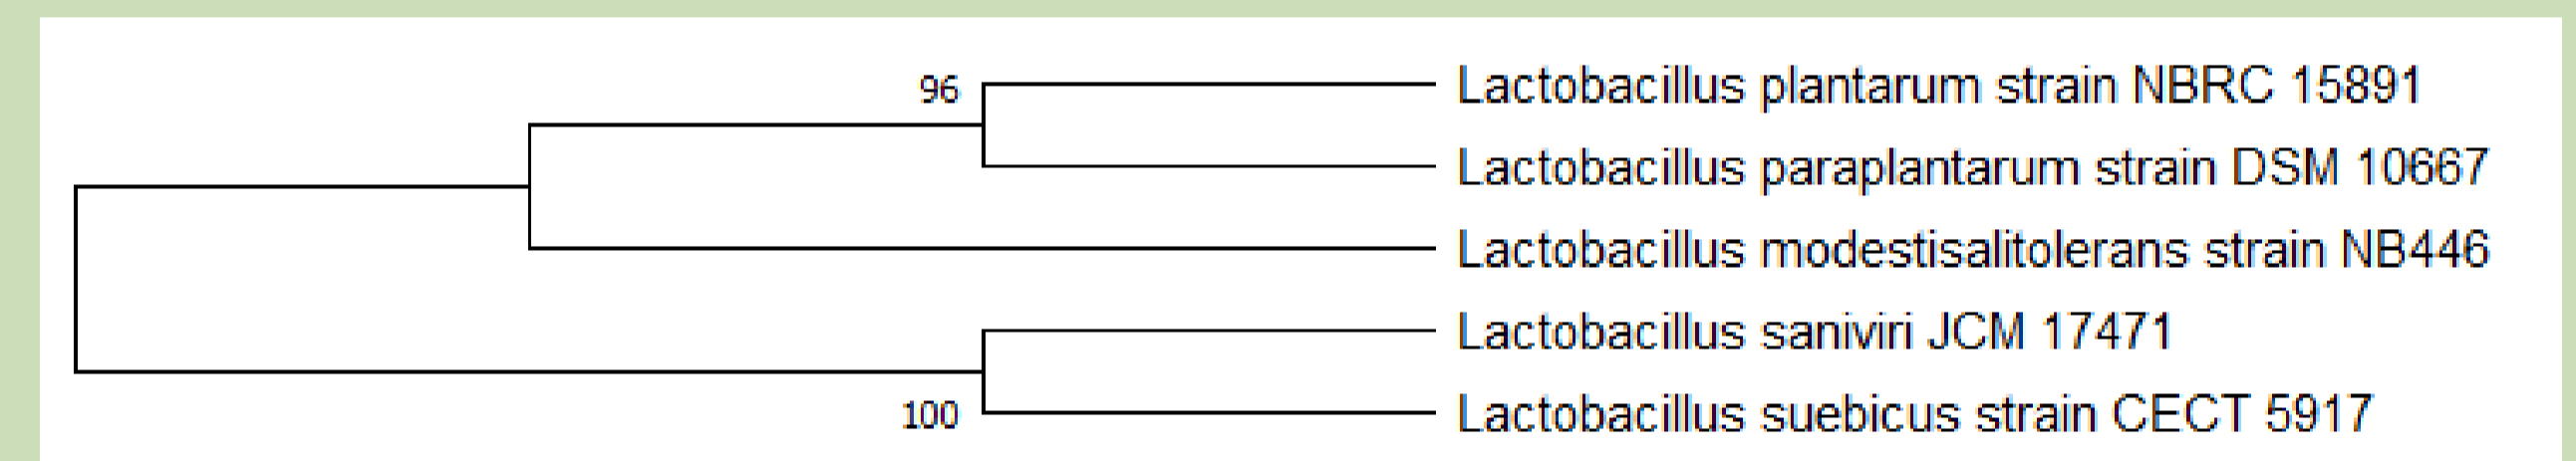 96
Lactobacillus plantarum strain NBRC 15891
Lactobacillus paraplantarum strain DSM 10667
Lactobacillus modestisalitolerans strain NB446
Lactobacillus saniviri JCM 17471
100
Lactobacillus suebicus strain CECT 5917